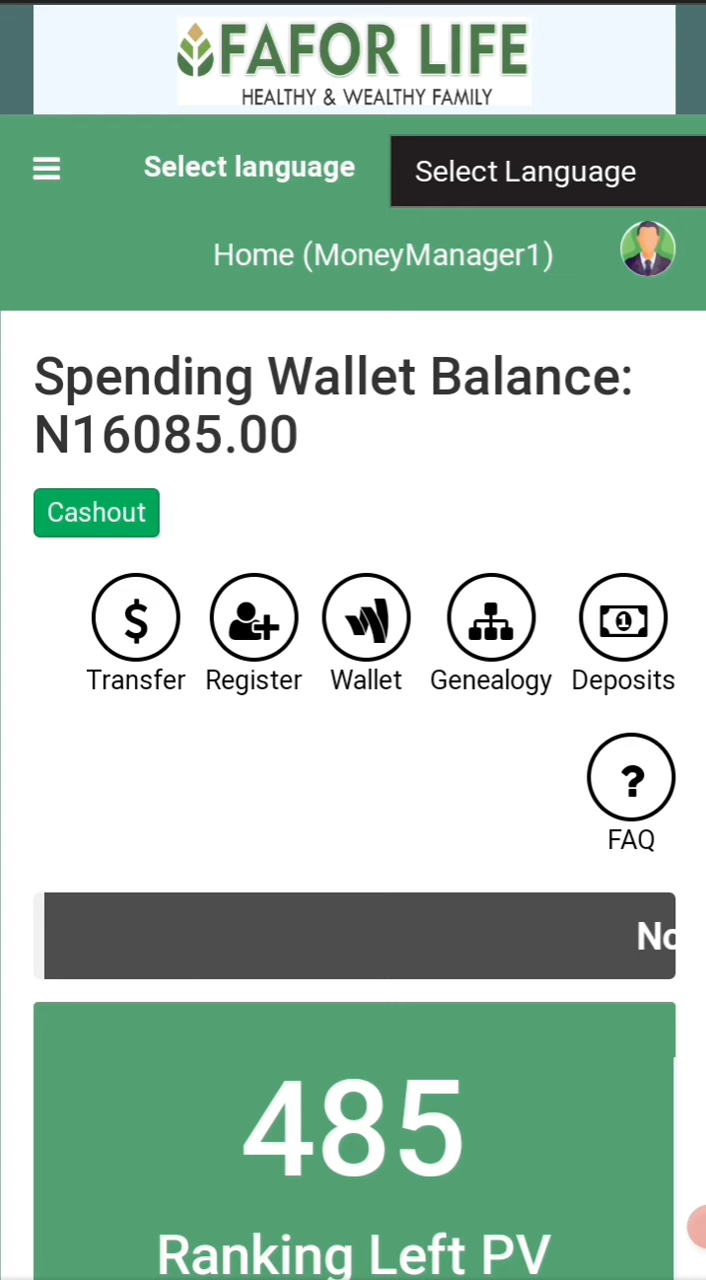 FAFOR LIFE
HEALTHY & WEALTHY FAMILY
Select language
Select Language
Home (MoneyManager1)
Spending Wallet Balance:
N16085.00
Cashout
$
Transfer Register Wallet Genealogy Deposits
?
FAQ
485
Ranking Left PV